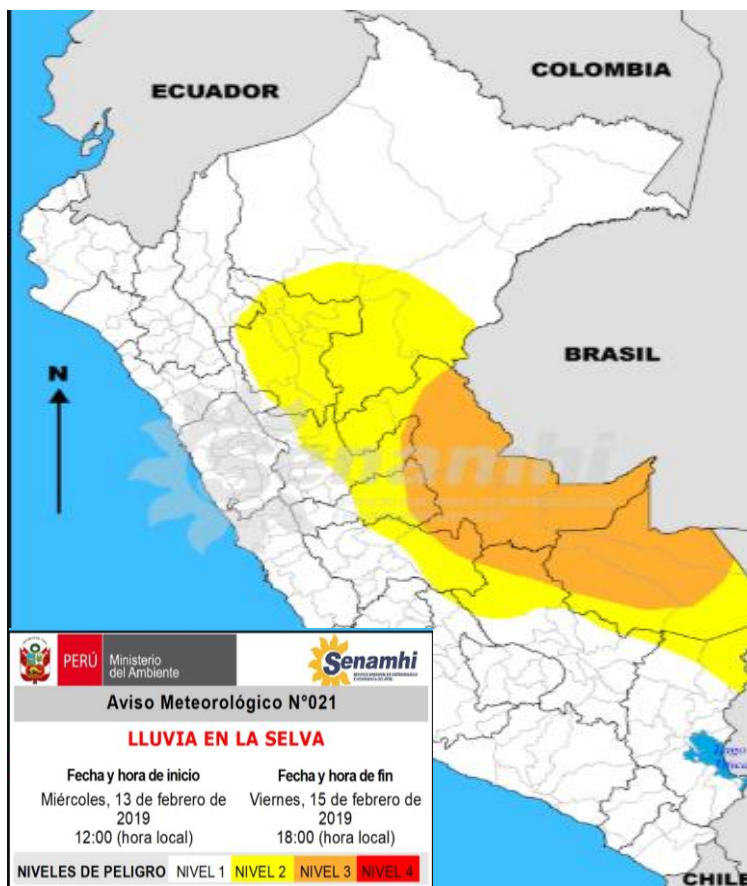 COLOMBIA
ECUADOR
BRASIL
N
Senamhi
PERÚ
Ministerio
del Ambiente
Senamhi
Aviso Meteorológico N°021
LLUVIA EN LA SELVA
Fecha y hora de inicio
Miércoles, 13 de febrero de
2019
12:00 (hora local)
Fecha y hora de fin
Viernes, 15 de febrero de
2019
18:00 (hora local)
NIVELES DE PELIGRO NIVEL 1 NIVEL 2 NIVEL 3 NIVEL 4
CHILE